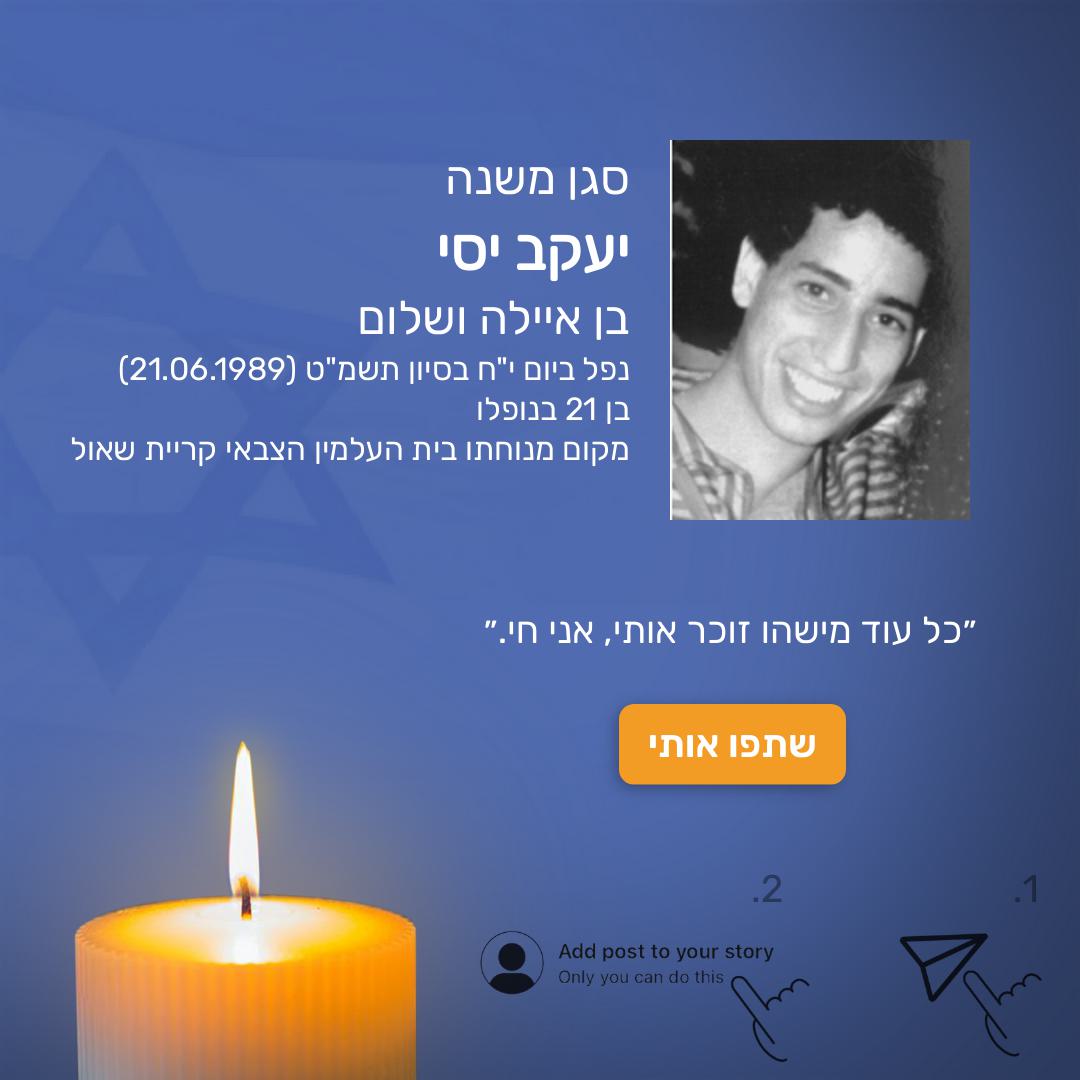 סגן משנה
יעקב יסי
בן איילה ושלום
נפל ביום י"ח בסיון תשמ"ט (21.06.1989)
בן 21 בנופלו
מקום מנוחתו בית העלמין הצבאי קריית שאול
״כל עוד מישהו זוכר אותי, אני חי.״
שתפו אותי
1.
2.
Add post to your story
Only you can do this